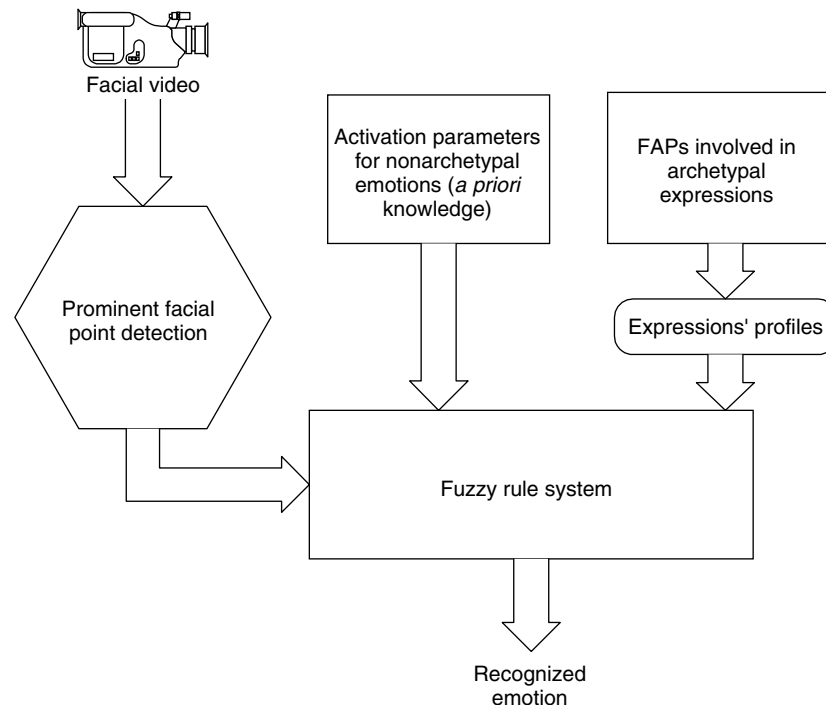 Facial video
Activation parameters
for nonarchetypal
emotions (a priori
knowledge)
FAPs involved in
archetypal
expressions
Prominent facial
point detection
Expressions' profiles
Fuzzy rule system
Recognized
emotion